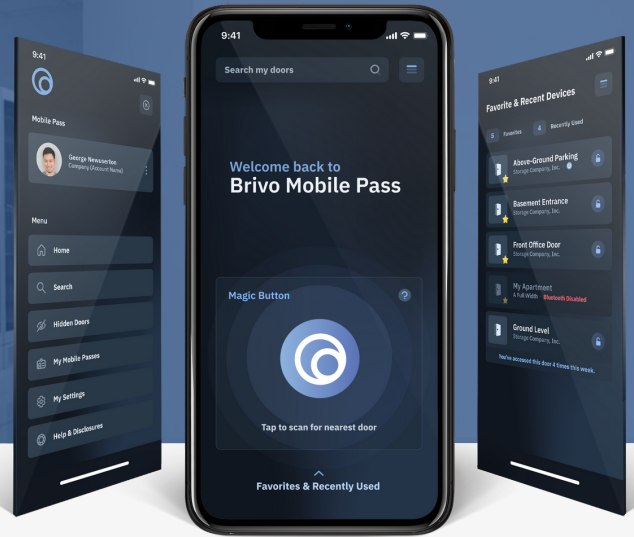 9:41
Mobile Pass
George Newuserton
Company (Account Name)
Menu
Home
Search
Hidden Doors
My Mobile Passes
My Settings
Help & Disclosures
9:41
Search my doors
Welcome back to
Brivo Mobile Pass
Magic Button
?
Tap to scan for nearest door
Favorites & Recently Used
9:41
Favorite & Recent Devices
5 Favorites 4 Recently Used
Above-Ground Parking
Storage Company, Inc.
Basement Entrance
Storage Company, Inc.
Front Office Door
Storage Company, Inc.
My Apartment
A Full Width · Bluetooth Disabled
Ground Level
Storage Company, Inc.
You've accessed this door 4 times this week.